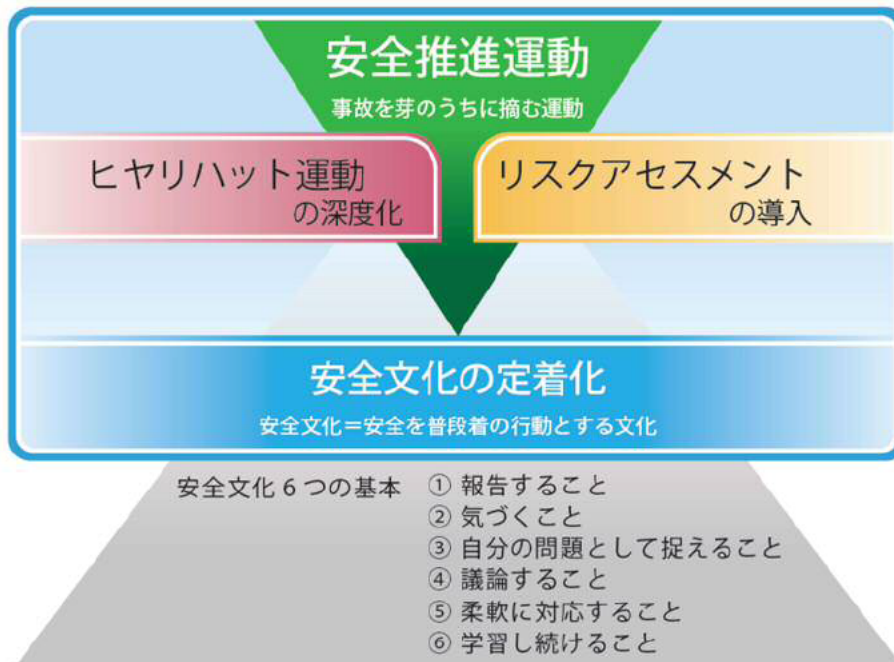 安全推進運動
事故を芽のうちに摘む運動
ヒヤリハット運動
の深度化
リスクアセスメント
の導入
安全文化の定着化
安全文化＝安全を普段着の行動とする文化
安全文化 6 つの基本
① 報告すること
② 気づくこと
③ 自分の問題として捉えること
④ 議論すること
⑤ 柔軟に対応すること
⑥ 学習し続けること